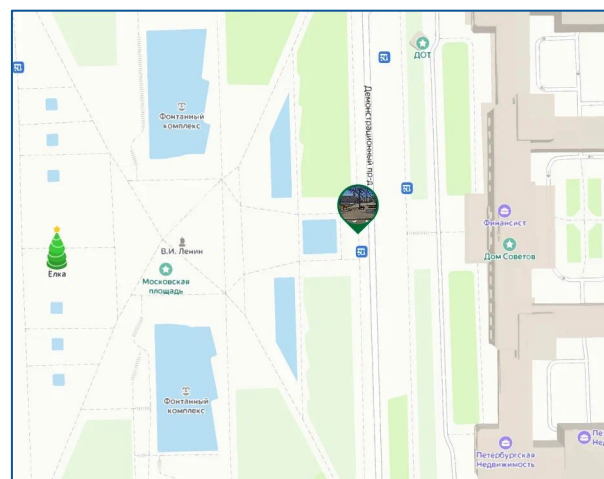 ДОТ
Фонтанный
комплекс
Демонстрационный пр-д
Финансист
В.И. Ленин
Дом Советов
Елка
Московская
площадь
Фонтанный
комплекс
Петербургская
Недвижимость